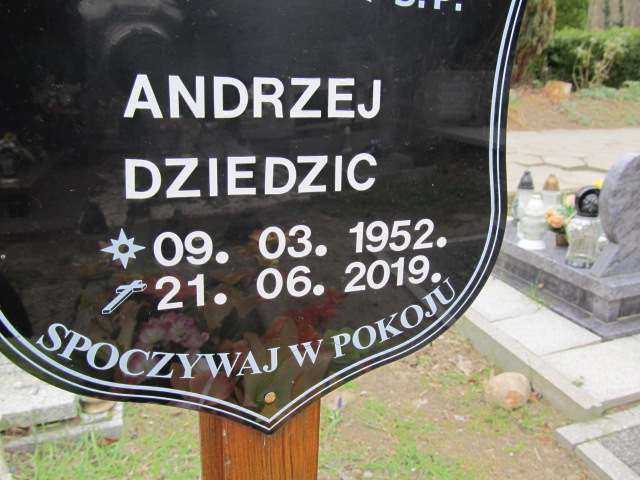 Ś.P.
ANDRZEJ
DZIEDZIC
09. 03. 1952.
21. 06. 2019.
SPOCZYWAJ W POKOJU